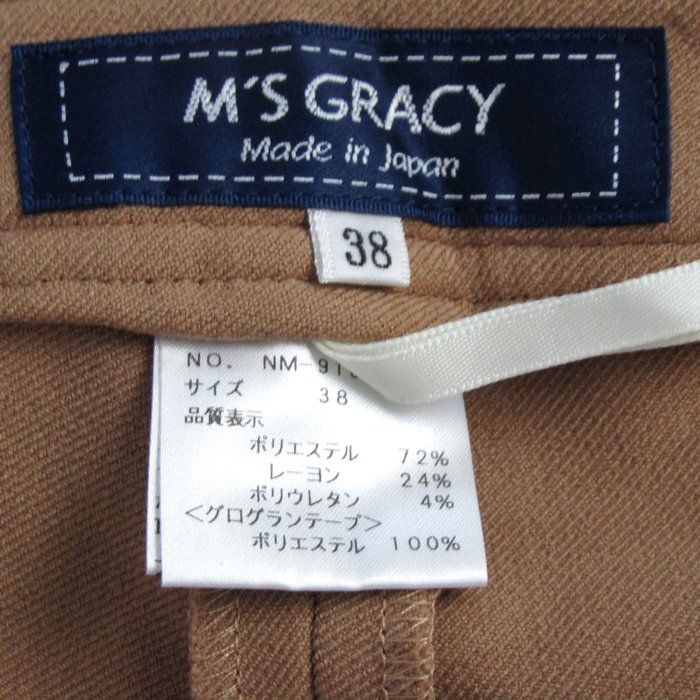 M'S GRACY
Made in Japan
38
NO. NM-91
サイズ 38
品質表示
ポリエステル 72%
レーヨン 24%
ポリウレタン 4%
<グログランテープ>
ポリエステル 100%